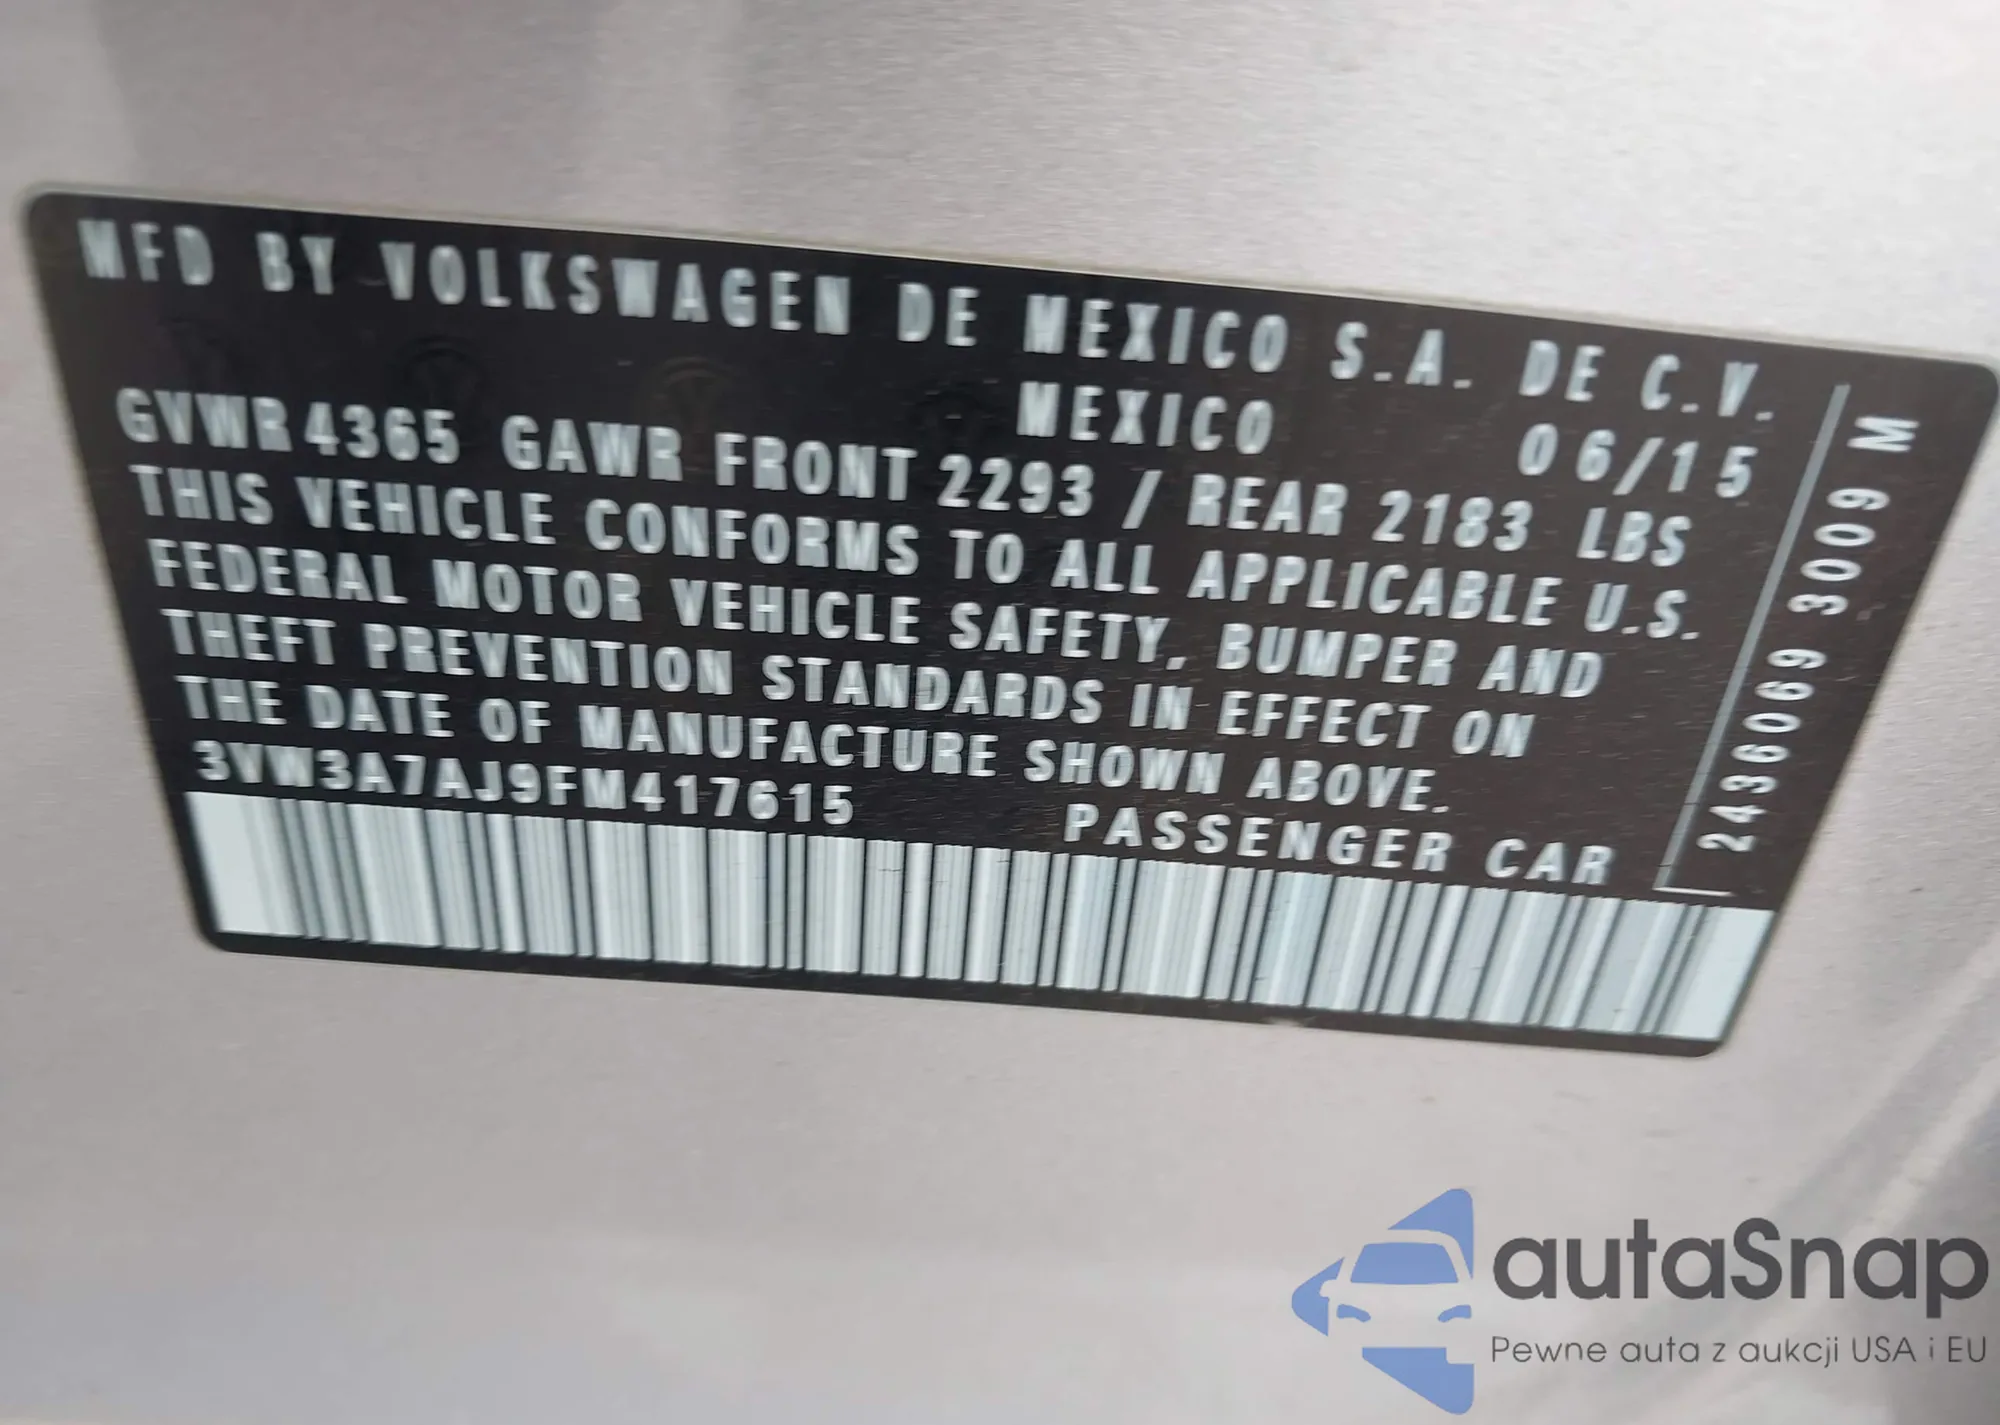 MFD BY VOLKSWAGEN DE MEXICO S.A. DE C.V.
MEXICO 06/15
GVWR 4365 GAWR FRONT 2293 / REAR 2183 LBS
THIS VEHICLE CONFORMS TO ALL APPLICABLE U.S.
FEDERAL MOTOR VEHICLE SAFETY, BUMPER AND
THEFT PREVENTION STANDARDS IN EFFECT ON
THE DATE OF MANUFACTURE SHOWN ABOVE.
3VW3A7AJ9FM417615 PASSENGER CAR
2436069 3009 M
autaSnap
Pewne auta z aukcji USA i EU